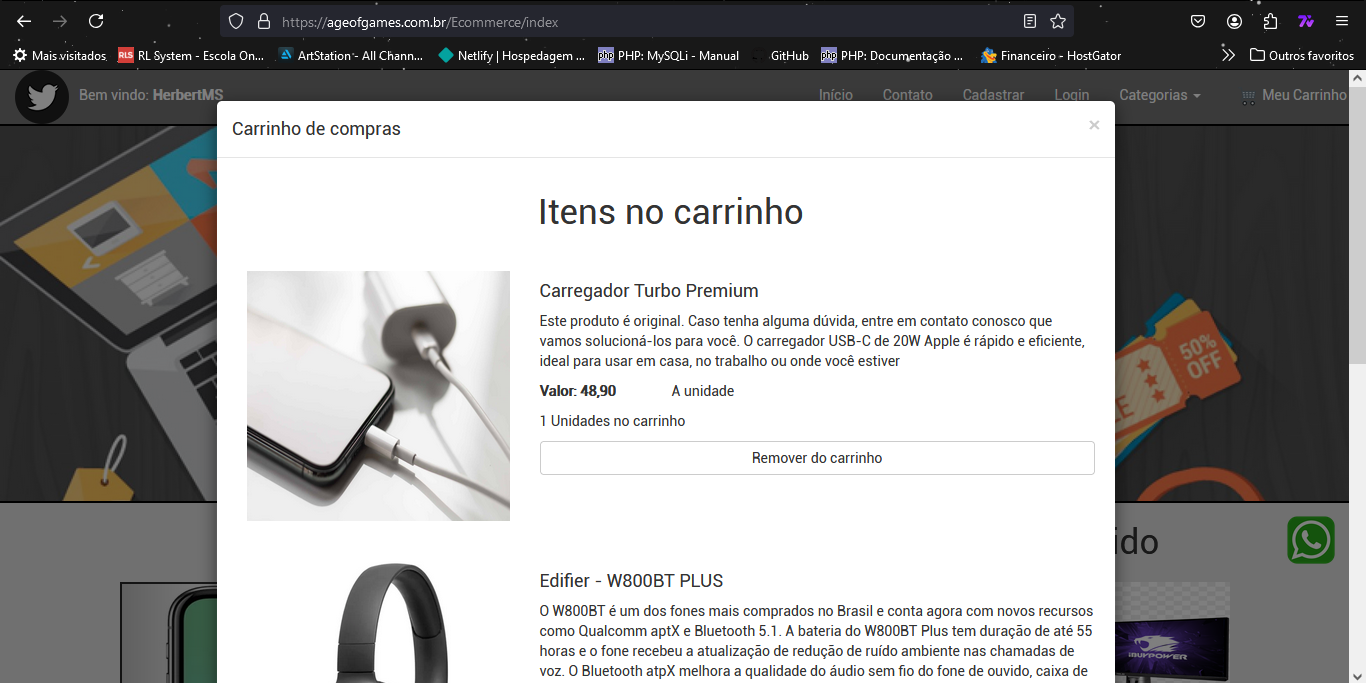 https://ageofgames.com.br/Ecommerce/index
Mais visitados
RLS
RL System - Escola On...
ArtStation - All Chann...
Netlify | Hospedagem ...
php
PHP: MySQLi - Manual
GitHub
php
PHP: Documentação ...
Financeiro - HostGator
Outros favoritos
Bem vindo: HerbertMS
Início
Contato
Cadastrar
Login
Categorias
Meu Carrinho
Carrinho de compras
×
Itens no carrinho
Carregador Turbo Premium
Este produto é original. Caso tenha alguma dúvida, entre em contato conosco que
vamos solucioná-los para você. O carregador USB-C de 20W Apple é rápido e eficiente,
ideal para usar em casa, no trabalho ou onde você estiver
Valor: 48,90 A unidade
1 Unidades no carrinho
Remover do carrinho
50%
OFF
ido
Edifier - W800BT PLUS
O W800BT é um dos fones mais comprados no Brasil e conta agora com novos recursos
como Qualcomm aptX e Bluetooth 5.1. A bateria do W800BT Plus tem duração de até 55
horas e o fone recebeu a atualização de redução de ruído ambiente nas chamadas de
voz. O Bluetooth atpX melhora a qualidade do áudio sem fio do fone de ouvido, caixa de
iBUYPOWER